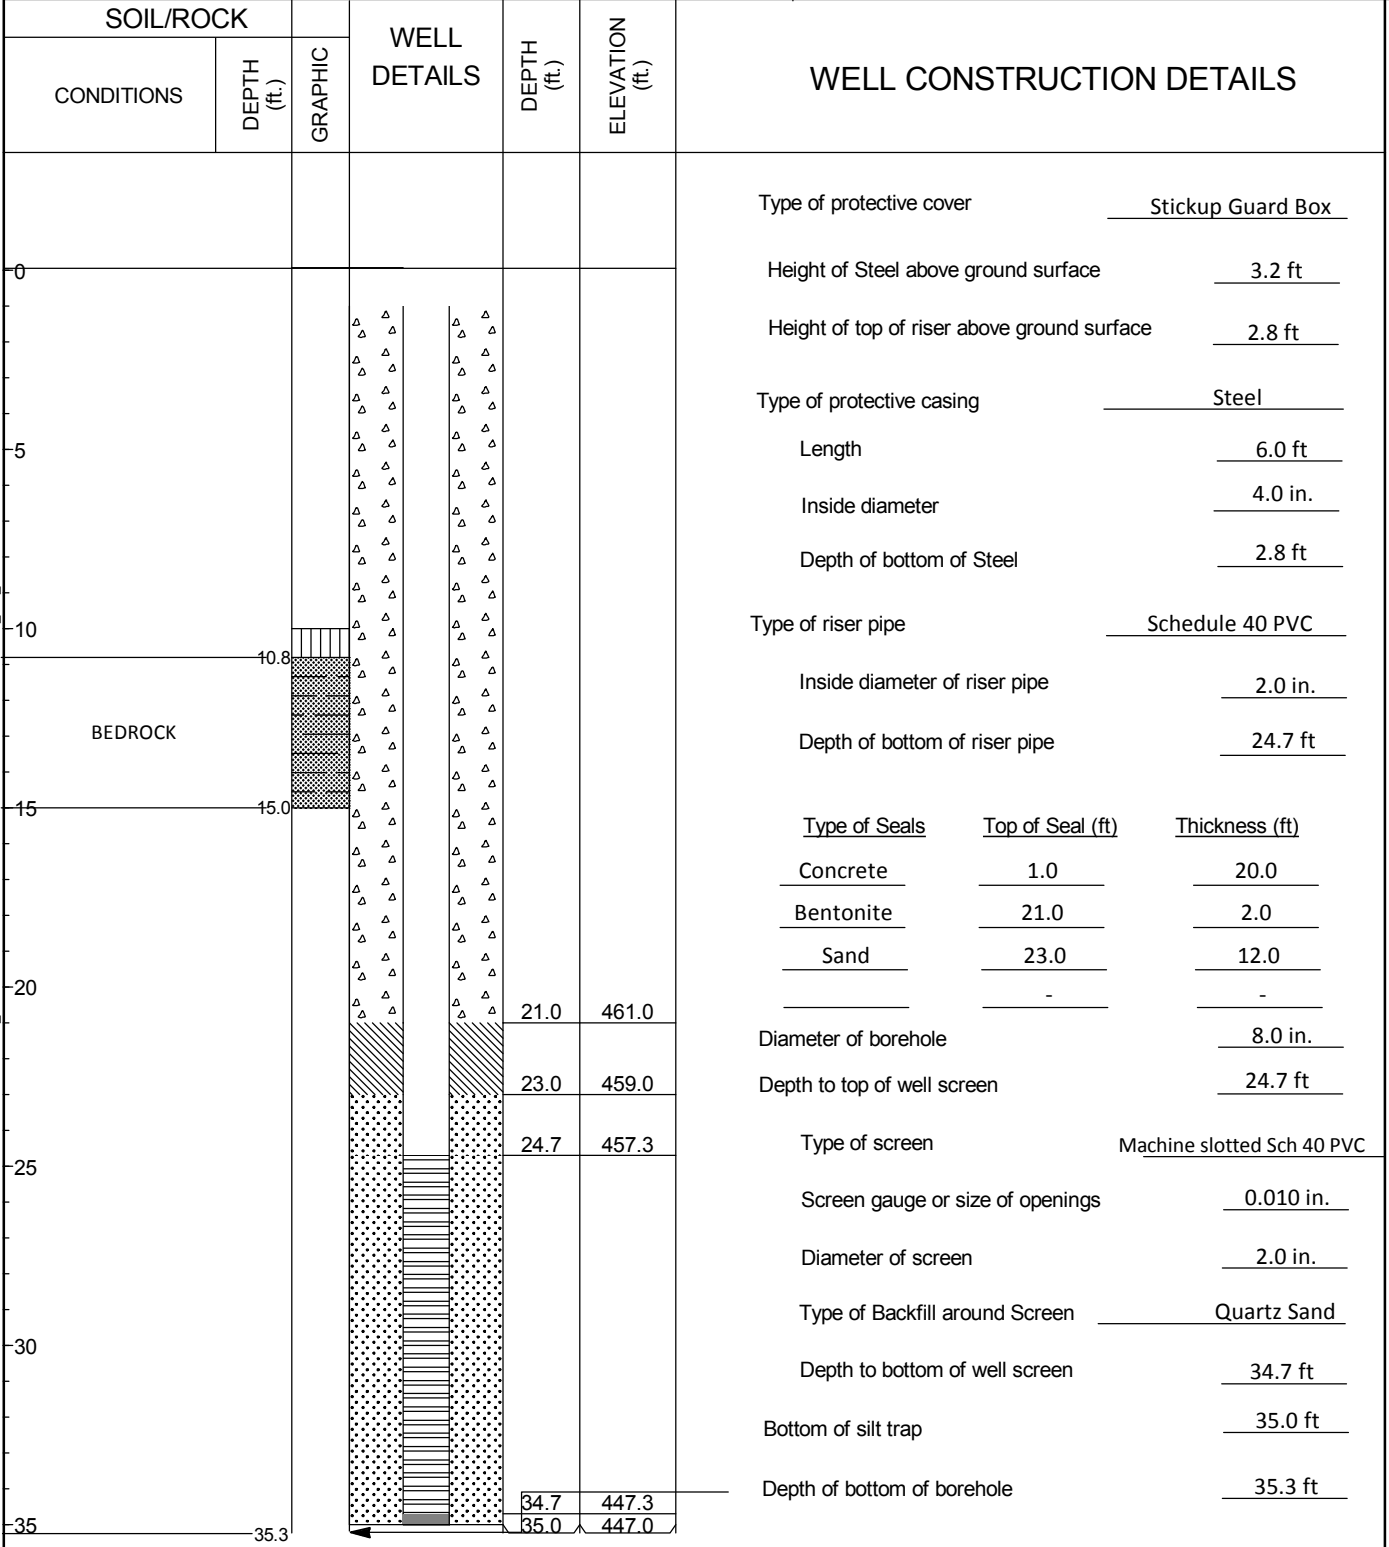 SOIL/ROCK
CONDITIONS
DEPTH (ft.)
GRAPHIC
WELL DETAILS
DEPTH (ft.)
ELEVATION (ft.)
WELL CONSTRUCTION DETAILS
Type of protective cover Stickup Guard Box
0
Height of Steel above ground surface 3.2 ft
Height of top of riser above ground surface 2.8 ft
Type of protective casing Steel
5
Length 6.0 ft
Inside diameter 4.0 in.
Depth of bottom of Steel 2.8 ft
10
Type of riser pipe Schedule 40 PVC
10.8
Inside diameter of riser pipe 2.0 in.
BEDROCK
Depth of bottom of riser pipe 24.7 ft
15 15.0
Type of Seals Top of Seal (ft) Thickness (ft)
Concrete 1.0 20.0
Bentonite 21.0 2.0
Sand 23.0 12.0
- -
20
21.0 461.0
Diameter of borehole 8.0 in.
23.0 459.0
Depth to top of well screen 24.7 ft
24.7 457.3
Type of screen Machine slotted Sch 40 PVC
25
Screen gauge or size of openings 0.010 in.
Diameter of screen 2.0 in.
Type of Backfill around Screen Quartz Sand
30
Depth to bottom of well screen 34.7 ft
Bottom of silt trap 35.0 ft
Depth of bottom of borehole 35.3 ft
34.7 447.3
35 35.0 447.0
35.3